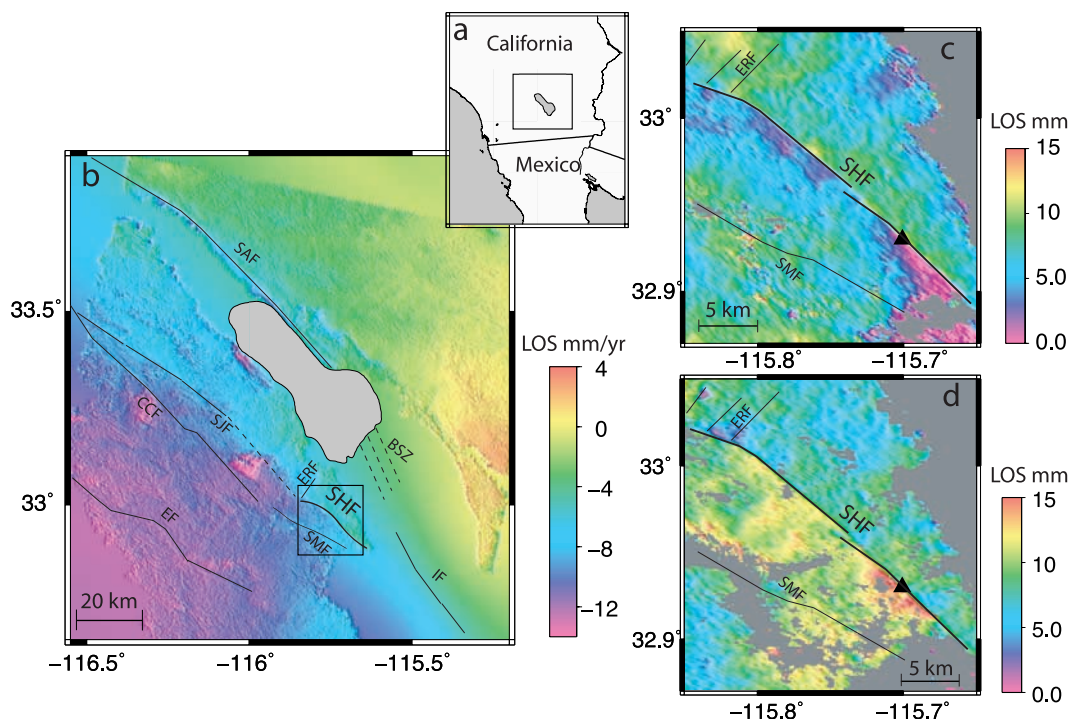 a
California
Mexico
b
SAF
33.5°
CCF
SJF
BSZ
ERF
33°
SHF
EF
SMF
IF
20 km
−116.5°
−116°
−115.5°
LOS mm/yr
4
0
−4
−8
−12
c
ERF
33°
SHF
SMF
32.9°
5 km
−115.8°
−115.7°
LOS mm
15
10
5.0
0.0
d
ERF
33°
SHF
SMF
32.9°
5 km
−115.8°
−115.7°
LOS mm
15
10
5.0
0.0